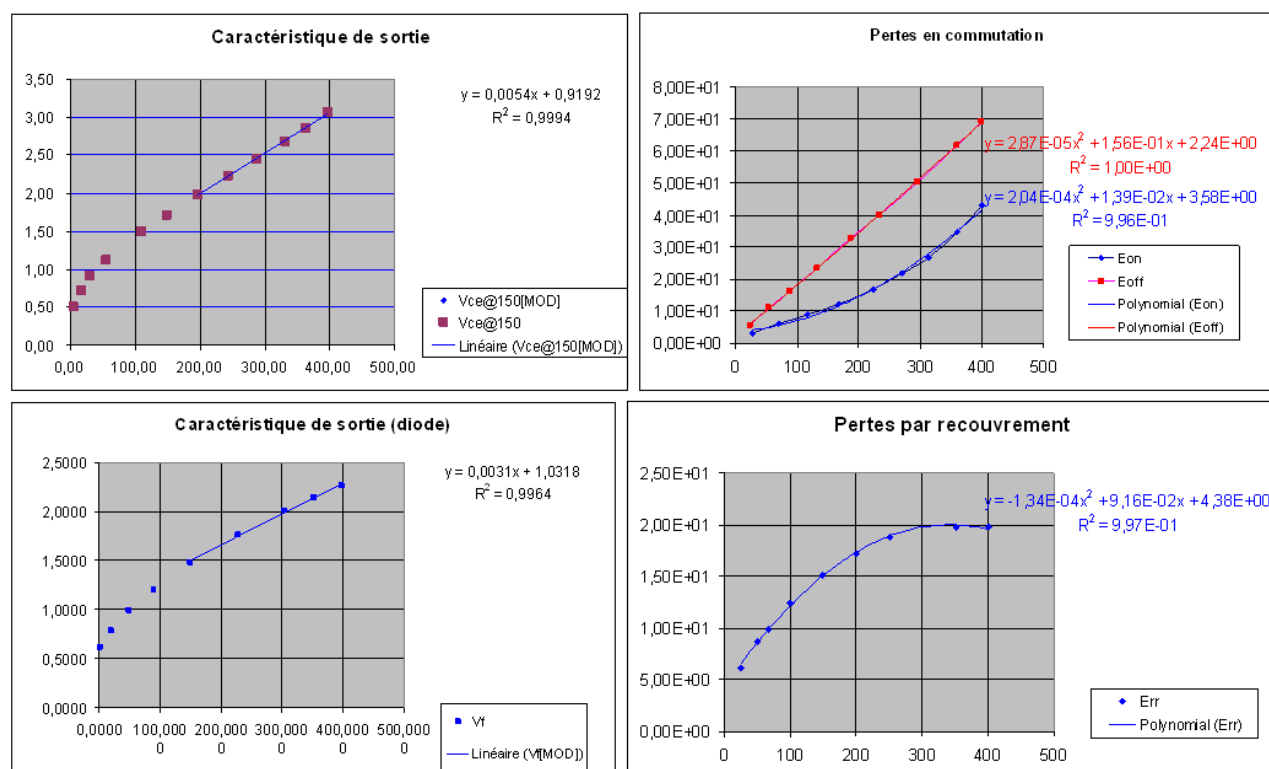 Caractéristique de sortie
3,50
3,00
2,50
2,00
1,50
1,00
0,50
0,00
0,00 100,00 200,00 300,00 400,00 500,00
y = 0,0054x + 0,9192
R² = 0,9994
Vce@150[MOD]
Vce@150
Linéaire (Vce@150[MOD])
Pertes en commutation
8,00E+01
7,00E+01
6,00E+01
5,00E+01
4,00E+01
3,00E+01
2,00E+01
1,00E+01
0,00E+00
0 100 200 300 400 500
y = 2,87E-05x² + 1,56E-01x + 2,24E+00
R² = 1,00E+00
y = 2,04E-04x² + 1,39E-02x + 3,58E+00
R² = 9,96E-01
Eon
Eoff
Polynomial (Eon)
Polynomial (Eoff)
Caractéristique de sortie (diode)
2,5000
2,0000
1,5000
1,0000
0,5000
0,0000
0,0000 100,000 200,000 300,000 400,000 500,000
0 0 0 0 0
y = 0,0031x + 1,0318
R² = 0,9964
Vf
Linéaire (Vf[MOD])
Pertes par recouvrement
2,50E+01
2,00E+01
1,50E+01
1,00E+01
5,00E+00
0,00E+00
0 100 200 300 400 500
y = -1,34E-04x² + 9,16E-02x + 4,38E+00
R² = 9,97E-01
Err
Polynomial (Err)